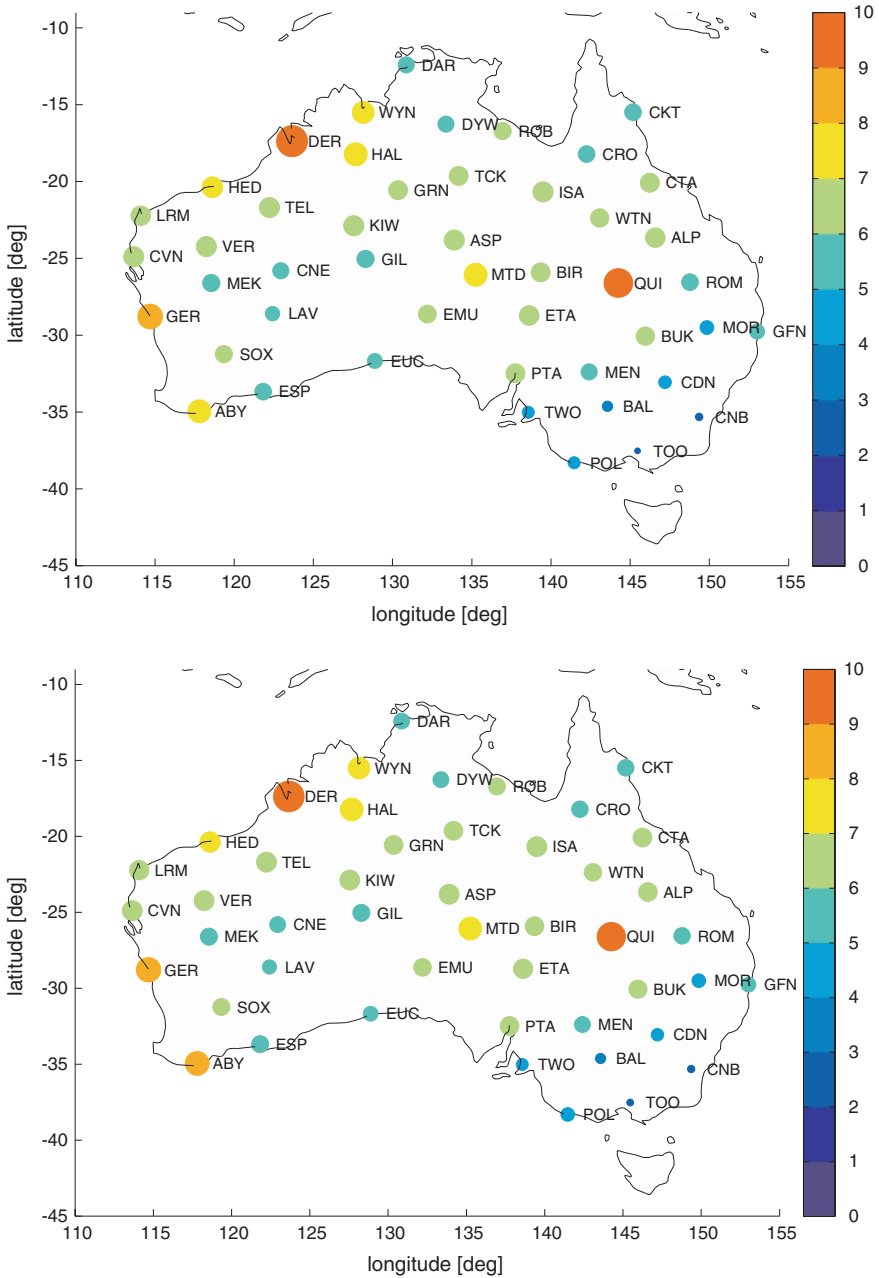 -10
-15
-20
-25
-30
-35
-40
-45
latitude [deg]
110 115 120 125 130 135 140 145 150 155
longitude [deg]
10
9
8
7
6
5
4
3
2
1
0
DAR
WYN DYW ROB CKT
DER HAL CRO
HED GRN TCK ISA CTA
LRM TEL KIW WTN
CVN VER GIL ASP ALP
MEK CNE MTD BIR QUI ROM
GER LAV EMU ETA MOR GFN
SOX EUC BUK
ESP PTA MEN CDN
ABY TWO BAL CNB
POL TOO
-10
-15
-20
-25
-30
-35
-40
-45
latitude [deg]
110 115 120 125 130 135 140 145 150 155
longitude [deg]
10
9
8
7
6
5
4
3
2
1
0
DAR
WYN DYW ROB CKT
DER HAL CRO
HED GRN TCK ISA CTA
LRM TEL KIW WTN
CVN VER GIL ASP ALP
MEK CNE MTD BIR QUI ROM
GER LAV EMU ETA MOR GFN
SOX EUC BUK
ESP PTA MEN CDN
ABY TWO BAL CNB
POL TOO